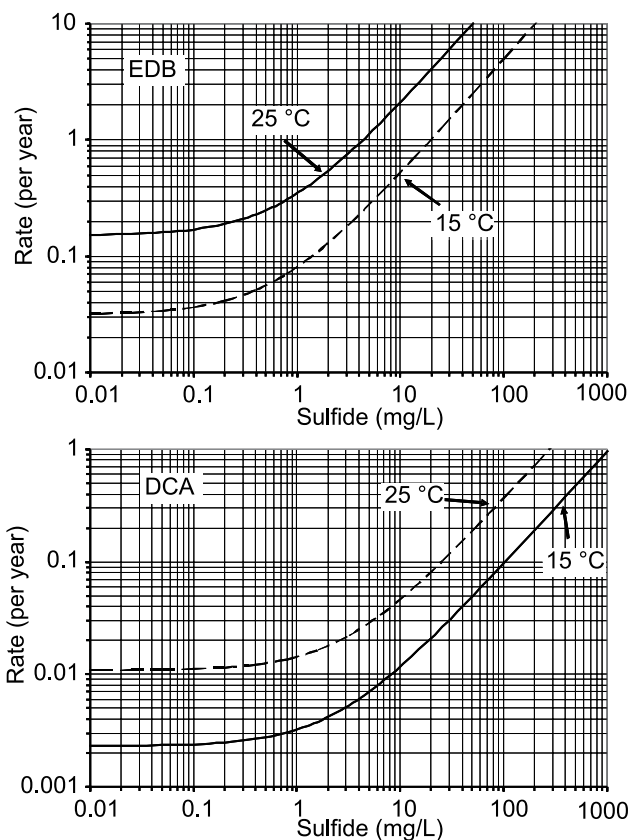 10
EDB
25 °C
1
15 °C
0.1
0.01
Rate (per year)
0.01 0.1 1 10 100 1000
Sulfide (mg/L)
1
DCA
25 °C
15 °C
0.1
0.01
0.001
Rate (per year)
0.01 0.1 1 10 100 1000
Sulfide (mg/L)